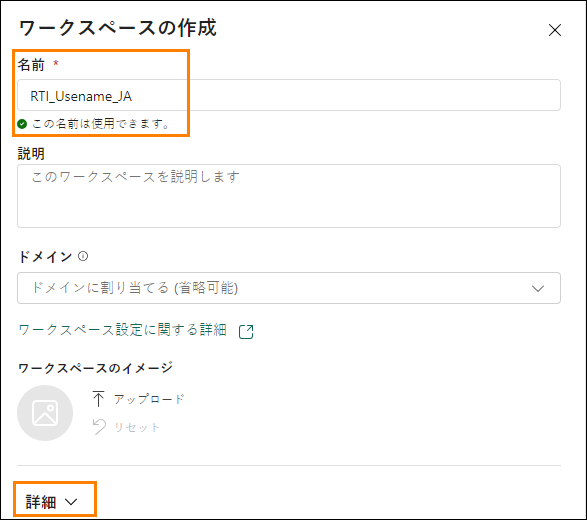 ワークスペースの作成
名前 *
RTI_Usename_JA
この名前は使用できます。
説明
このワークスペースを説明します
ドメイン
ドメインに割り当てる (省略可能)
ワークスペース設定に関する詳細
ワークスペースのイメージ
アップロード
リセット
詳細